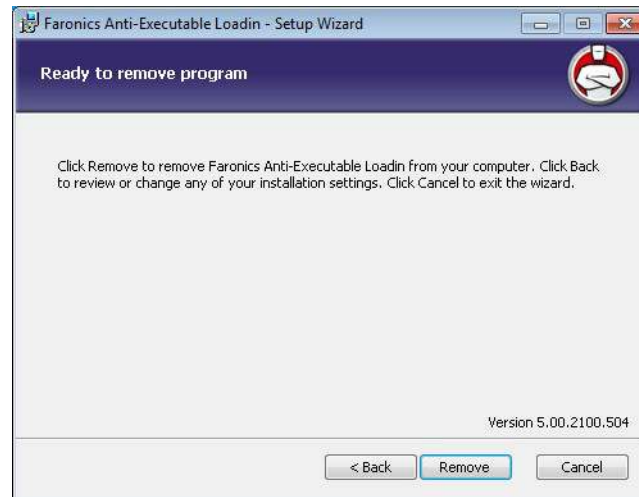 Faronics Anti-Executable Loadin - Setup Wizard
Ready to remove program
Click Remove to remove Faronics Anti-Executable Loadin from your computer. Click Back
to review or change any of your installation settings. Click Cancel to exit the wizard.
Version 5.00.2100.504
< Back Remove Cancel